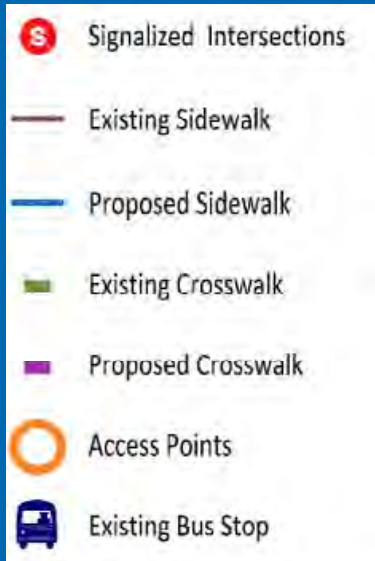 S Signalized Intersections
Existing Sidewalk
Proposed Sidewalk
Existing Crosswalk
Proposed Crosswalk
Access Points
Existing Bus Stop